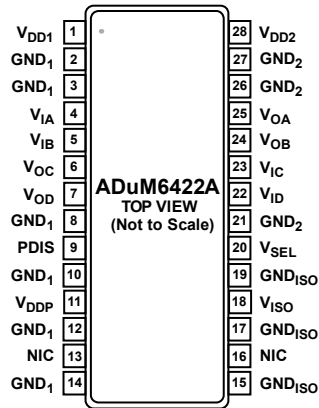 VDD1 1 28 VDD2
GND1 2 27 GND2
GND1 3 26 GND2
VIA 4 25 VOA
VIB 5 24 VOB
VOC 6 23 VIC
VOD 7 22 VID
ADuM6422A
TOP VIEW
(Not to Scale)
GND1 8 21 GND2
PDIS 9 20 VSEL
GND1 10 19 GNDISO
VDDP 11 18 VISO
GND1 12 17 GNDISO
NIC 13 16 NIC
GND1 14 15 GNDISO